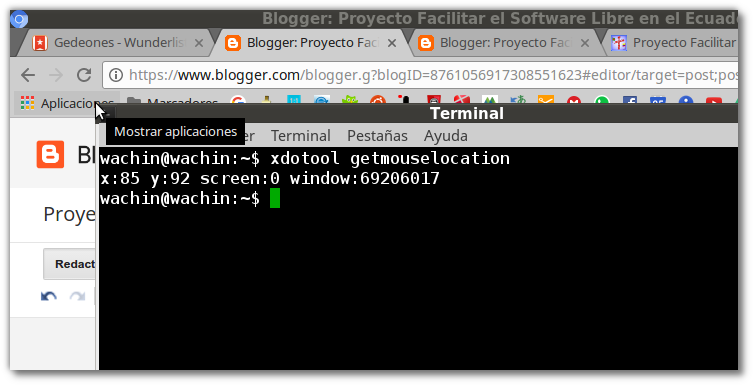 Blogger: Proyecto Facilitar el Software Libre en el Ecuado
Gedeones - Wunderlis
Blogger: Proyecto Faci
Blogger: Proyecto Fac
Proyecto Facilitar
https://www.blogger.com/blogger.g?blogID=8761056917308551623#editor/target=post;pos
Aplicaciones
Marcadores
Terminal
Mostrar aplicaciones
er Terminal Pestañas Ayuda
wachin@wachin:~$ xdotool getmouselocation
x:85 y:92 screen:0 window:69206017
wachin@wachin:~$
Blo
Proye
Redact